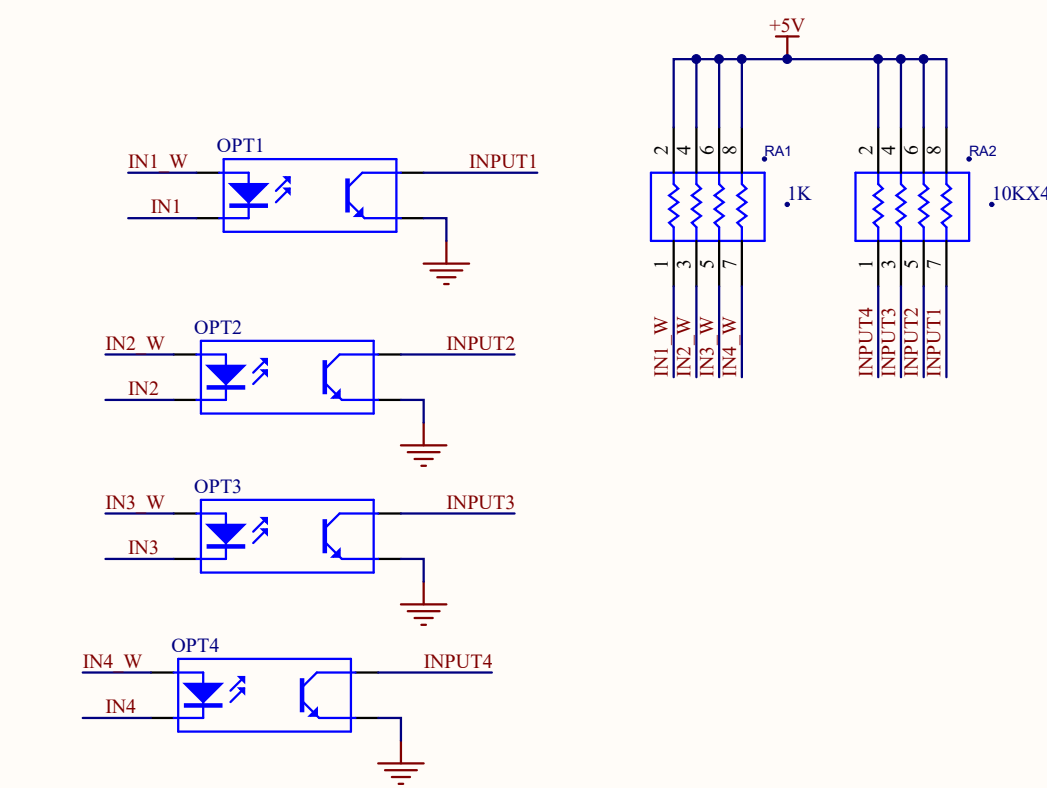 +5V
OPT1
IN1_W
INPUT1
IN1
2
4
6
8
RA1
1K
1
3
5
7
IN1_W
IN2_W
IN3_W
IN4_W
2
4
6
8
RA2
10KX4
1
3
5
7
INPUT4
INPUT3
INPUT2
INPUT1
OPT2
IN2_W
INPUT2
IN2
OPT3
IN3_W
INPUT3
IN3
OPT4
IN4_W
INPUT4
IN4